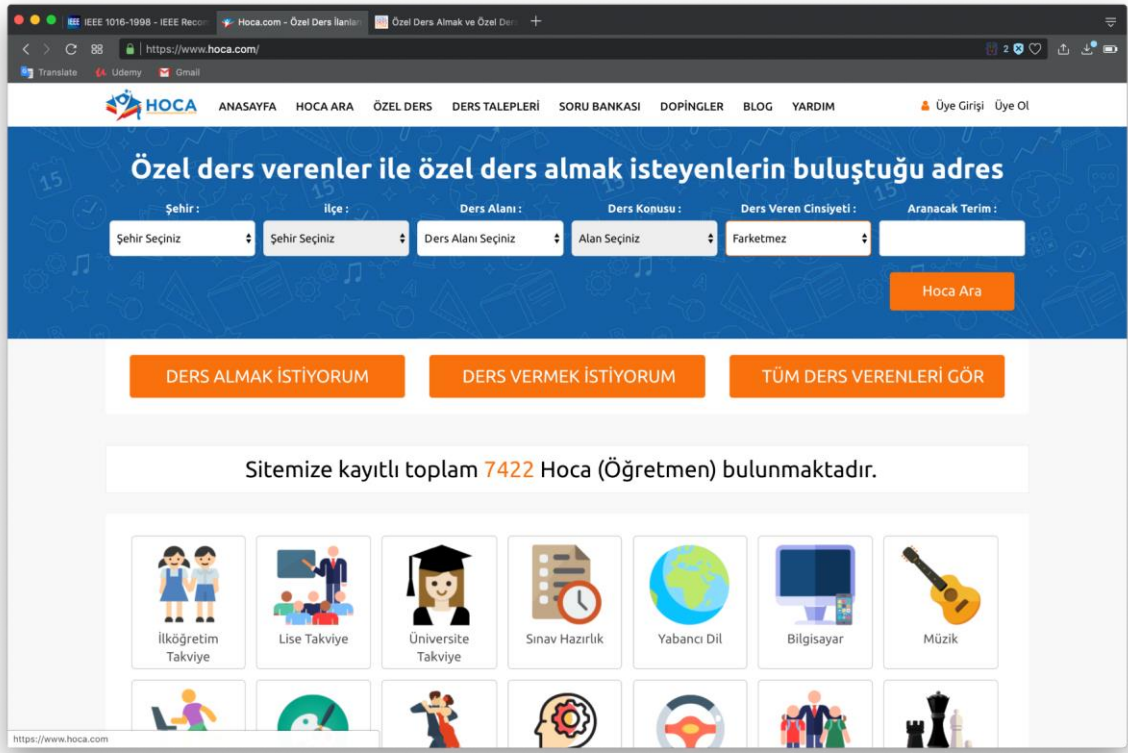 IEEE IEEE 1016-1998 - IEEE Recom
Hoca.com - Özel Ders İlanları
Özel Ders Almak ve Özel Ders
https://www.hoca.com/
2
Translate Udemy Gmail
HOCA ANASAYFA HOCA ARA ÖZEL DERS DERS TALEPLERİ SORU BANKASI DOPİNGLER BLOG YARDIM Üye Girişi Üye Ol
Özel ders verenler ile özel ders almak isteyenlerin buluştuğu adres
Şehir : ilçe : Ders Alanı : Ders Konusu : Ders Veren Cinsiyeti : Aranacak Terim :
Şehir Seçiniz Şehir Seçiniz Ders Alanı Seçiniz Alan Seçiniz Farketmez
Hoca Ara
DERS ALMAK İSTİYORUM DERS VERMEK İSTİYORUM TÜM DERS VERENLERİ GÖR
Sitemize kayıtlı toplam 7422 Hoca (Öğretmen) bulunmaktadır.
İlköğretim Takviye
Lise Takviye
Üniversite Takviye
Sınav Hazırlık
Yabancı Dil
Bilgisayar
Müzik
https://www.hoca.com